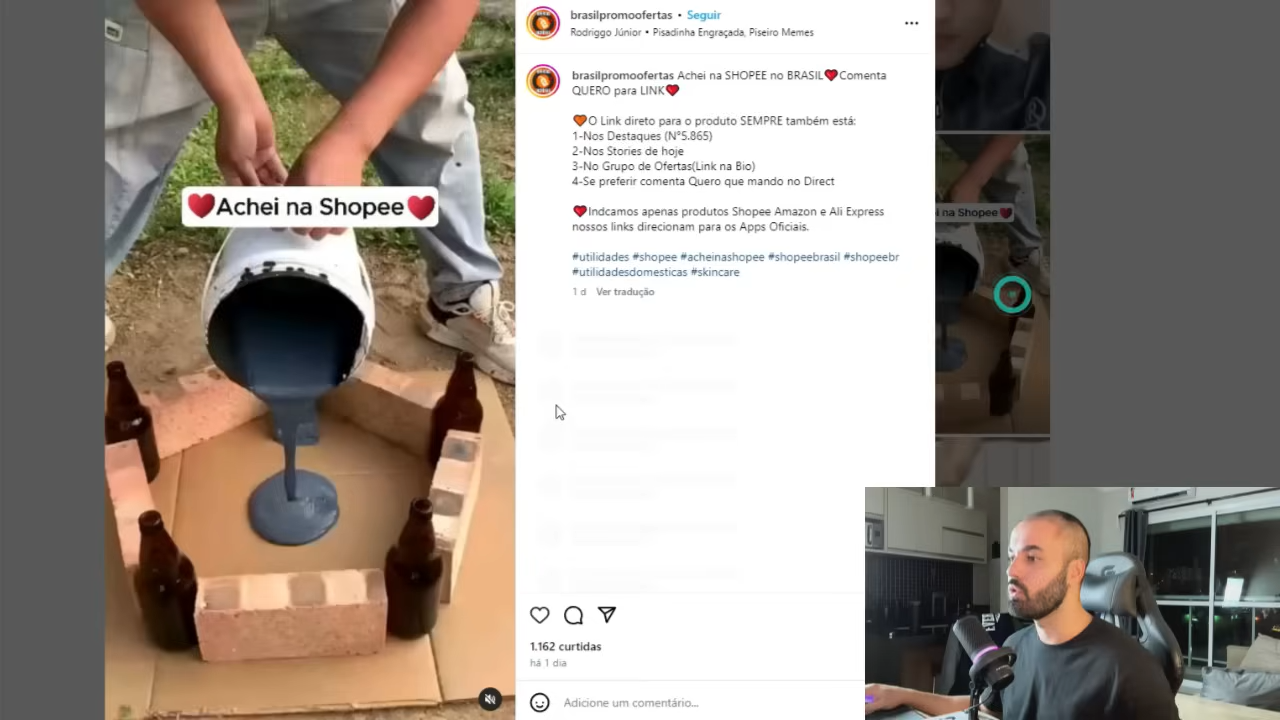 ❤️Achei na Shopee❤️
brasilpromoofertas • Seguir
Rodriggo Júnior • Pisadinha Engraçada, Piseiro Memes
brasilpromoofertas Achei na SHOPEE no BRASIL❤️Comenta
QUERO para LINK❤️
🧡O Link direto para o produto SEMPRE também está:
1-Nos Destaques (N°5.865)
2-Nos Stories de hoje
3-No Grupo de Ofertas(Link na Bio)
4-Se preferir comenta Quero que mando no Direct
❤️Indcamos apenas produtos Shopee Amazon e Ali Express
nossos links direcionam para os Apps Oficiais.
#utilidades #shopee #acheinashopee #shopeebrasil #shopeebr
#utilidadesdomesticas #skincare
1 d Ver tradução
1.162 curtidas
há 1 dia
Adicione um comentário...
i na Shopee❤️